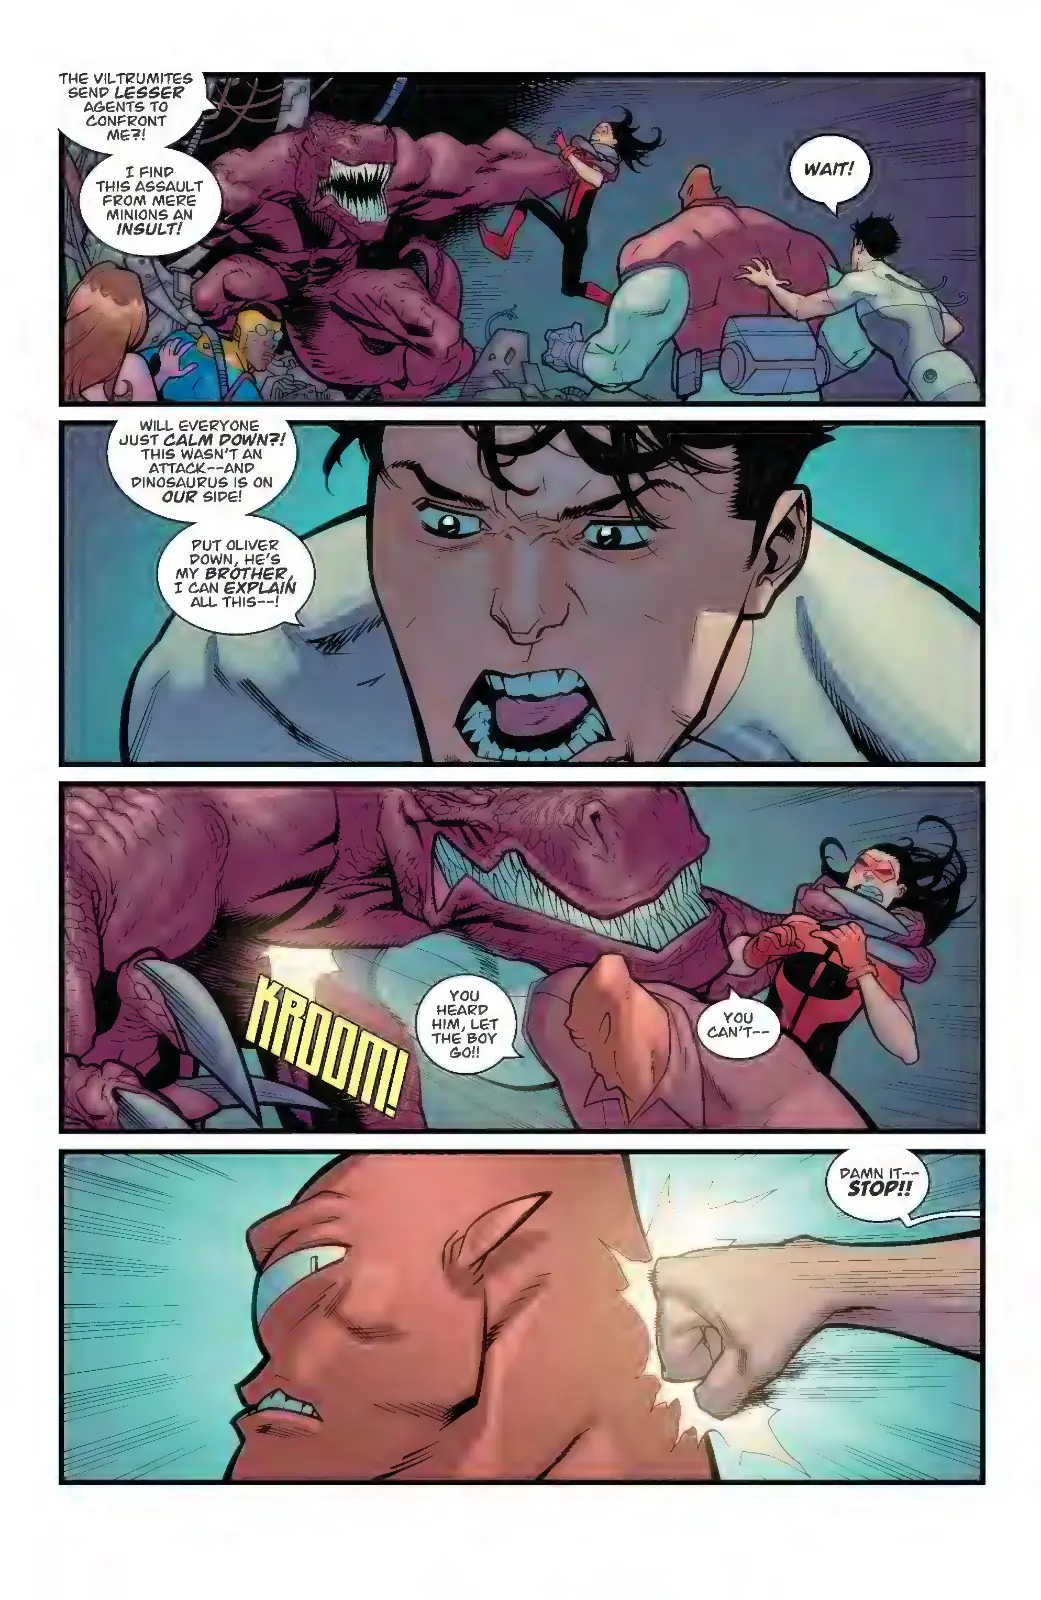 THE VILTRUMITES
SEND LESSER
AGENTS TO
CONFRONT
ME?!
I FIND
THIS ASSAULT
FROM MERE
MINIONS AN
INSULT!
WAIT!
WILL EVERYONE
JUST CALM DOWN?!
THIS WASN'T AN
ATTACK--AND
DINOSAURUS IS ON
OUR SIDE!
PUT OLIVER
DOWN, HE'S
MY BROTHER,
I CAN EXPLAIN
ALL THIS--!
KROOM!
YOU
HEARD
HIM, LET
THE BOY
GO!!
YOU
CAN'T--
DAMN IT--
STOP!!